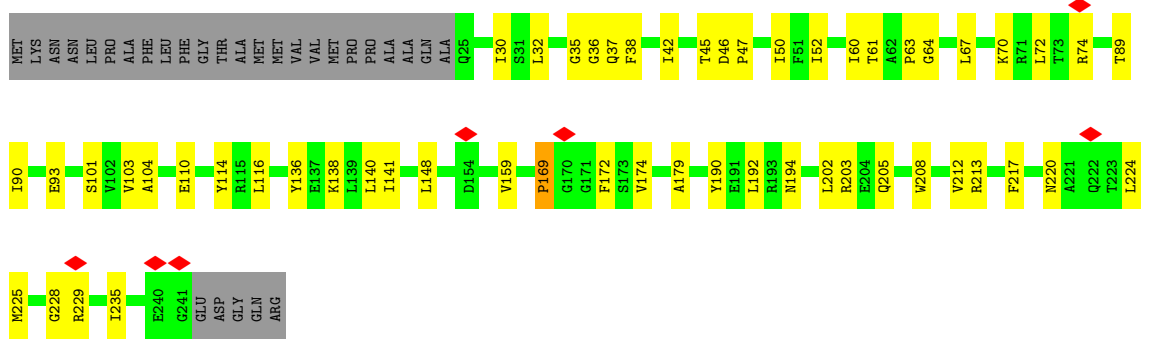 MET LYS ASN ASN LEU PRO ALA PHE LEU PHE GLY THR ALA MET MET VAL VAL MET PRO PRO ALA ALA GLN ALA Q25 I30 S31 L32 G35 G36 Q37 F38 I42 T45 D46 P47 I50 F51 I52 I60 T61 A62 P63 G64 L67 K70 R71 L72 T73 R74 T89
I90 E93 S101 V102 V103 A104 E110 Y114 R115 L116 Y136 E137 K138 L139 L140 I141 L148 D154 V159 P169 G170 G171 F172 S173 V174 A179 Y190 E191 L192 R193 N194 L202 R203 E204 Q205 W208 V212 R213 F217 N220 A221 Q222 T223 L224
M225 G228 R229 I235 E240 G241 GLU ASP GLY GLN ARG